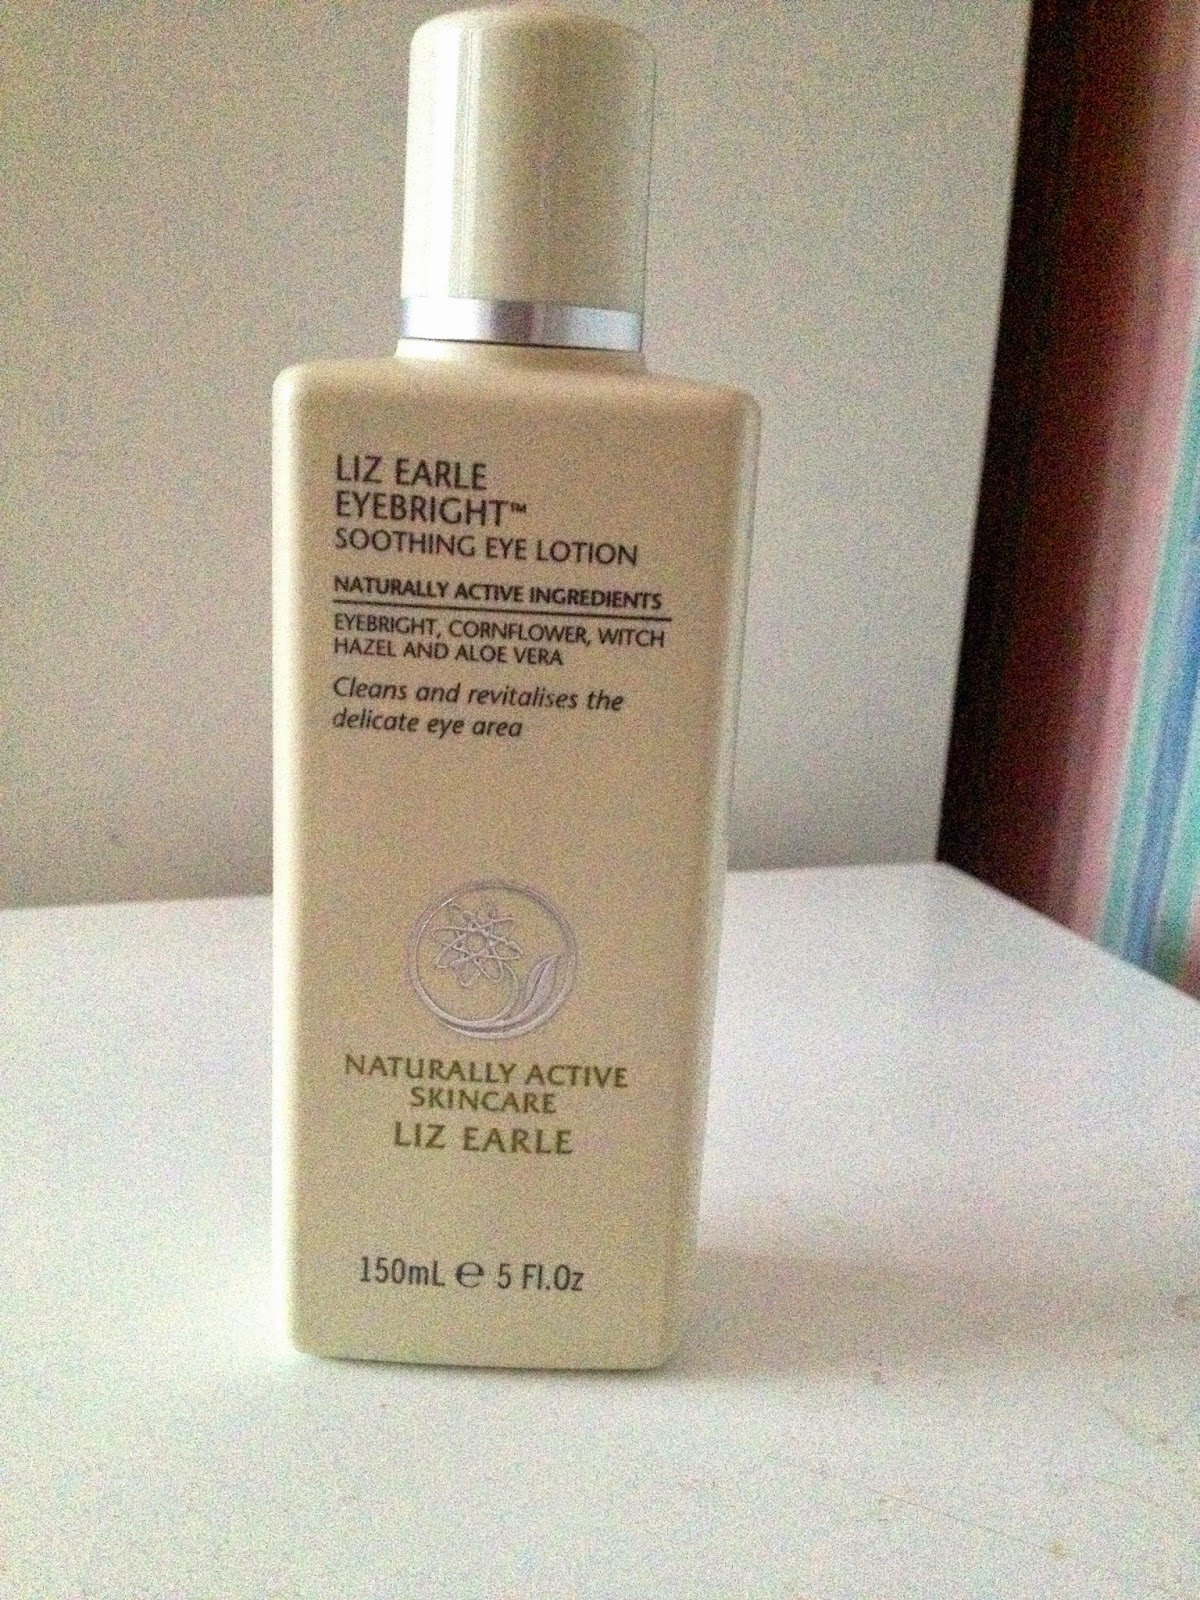 LIZ EARLE
EYEBRIGHT™
SOOTHING EYE LOTION
NATURALLY ACTIVE INGREDIENTS
EYEBRIGHT, CORNFLOWER, WITCH
HAZEL AND ALOE VERA
Cleans and revitalises the
delicate eye area
NATURALLY ACTIVE
SKINCARE
LIZ EARLE
150mL ℮ 5 Fl.Oz